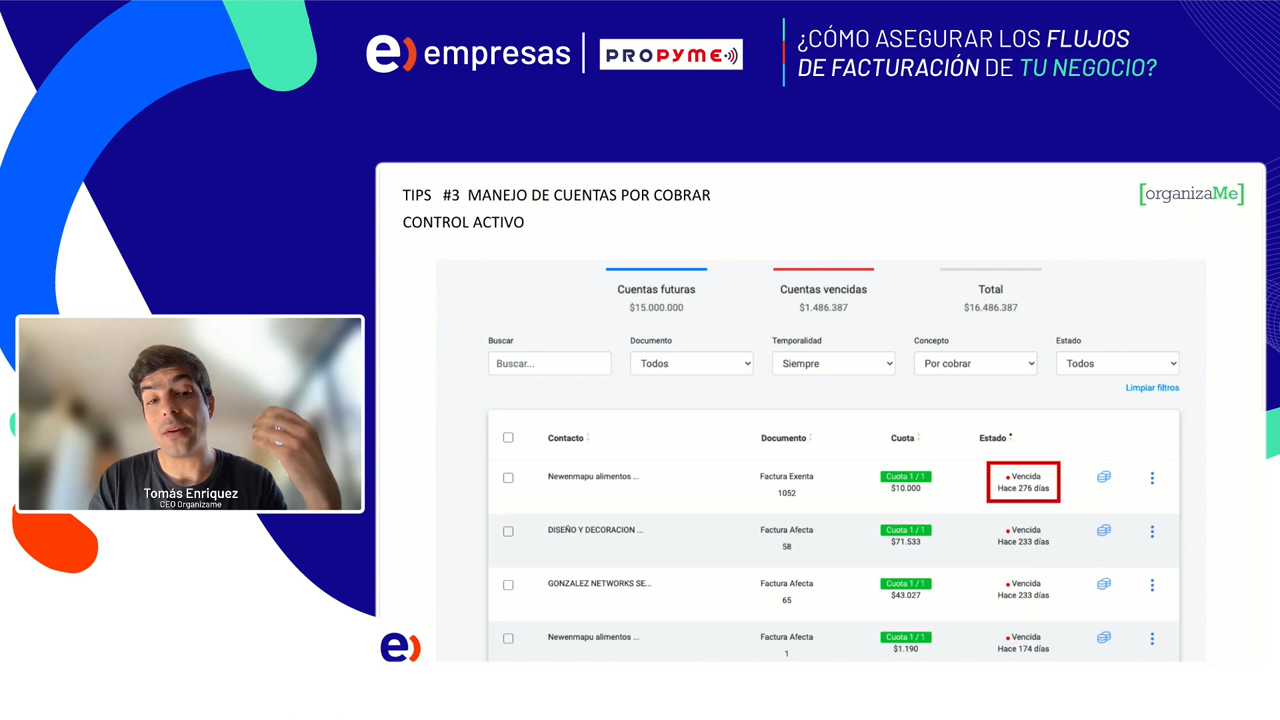 e) empresas
PROPYME
¿CÓMO ASEGURAR LOS FLUJOS
DE FACTURACIÓN DE TU NEGOCIO?
TIPS #3 MANEJO DE CUENTAS POR COBRAR
CONTROL ACTIVO
[organizaMe]
Cuentas futuras
$15.000.000
Cuentas vencidas
$1.486.387
Total
$16.486.387
Buscar
Buscar...
Documento
Todos
Temporalidad
Siempre
Concepto
Por cobrar
Estado
Todos
Limpiar filtros
Contacto Documento Cuota Estado
Newenmapu alimentos ... Factura Exenta Cuota 1 / 1 Vencida
1052 $10.000 Hace 276 días
DISEÑO Y DECORACION ... Factura Afecta Cuota 1 / 1 Vencida
58 $71.533 Hace 233 días
GONZALEZ NETWORKS SE... Factura Afecta Cuota 1 / 1 Vencida
65 $43.027 Hace 233 días
Newenmapu alimentos ... Factura Afecta Cuota 1 / 1 Vencida
1 $1.190 Hace 174 días
Tomás Enriquez
CEO Organízame
e)